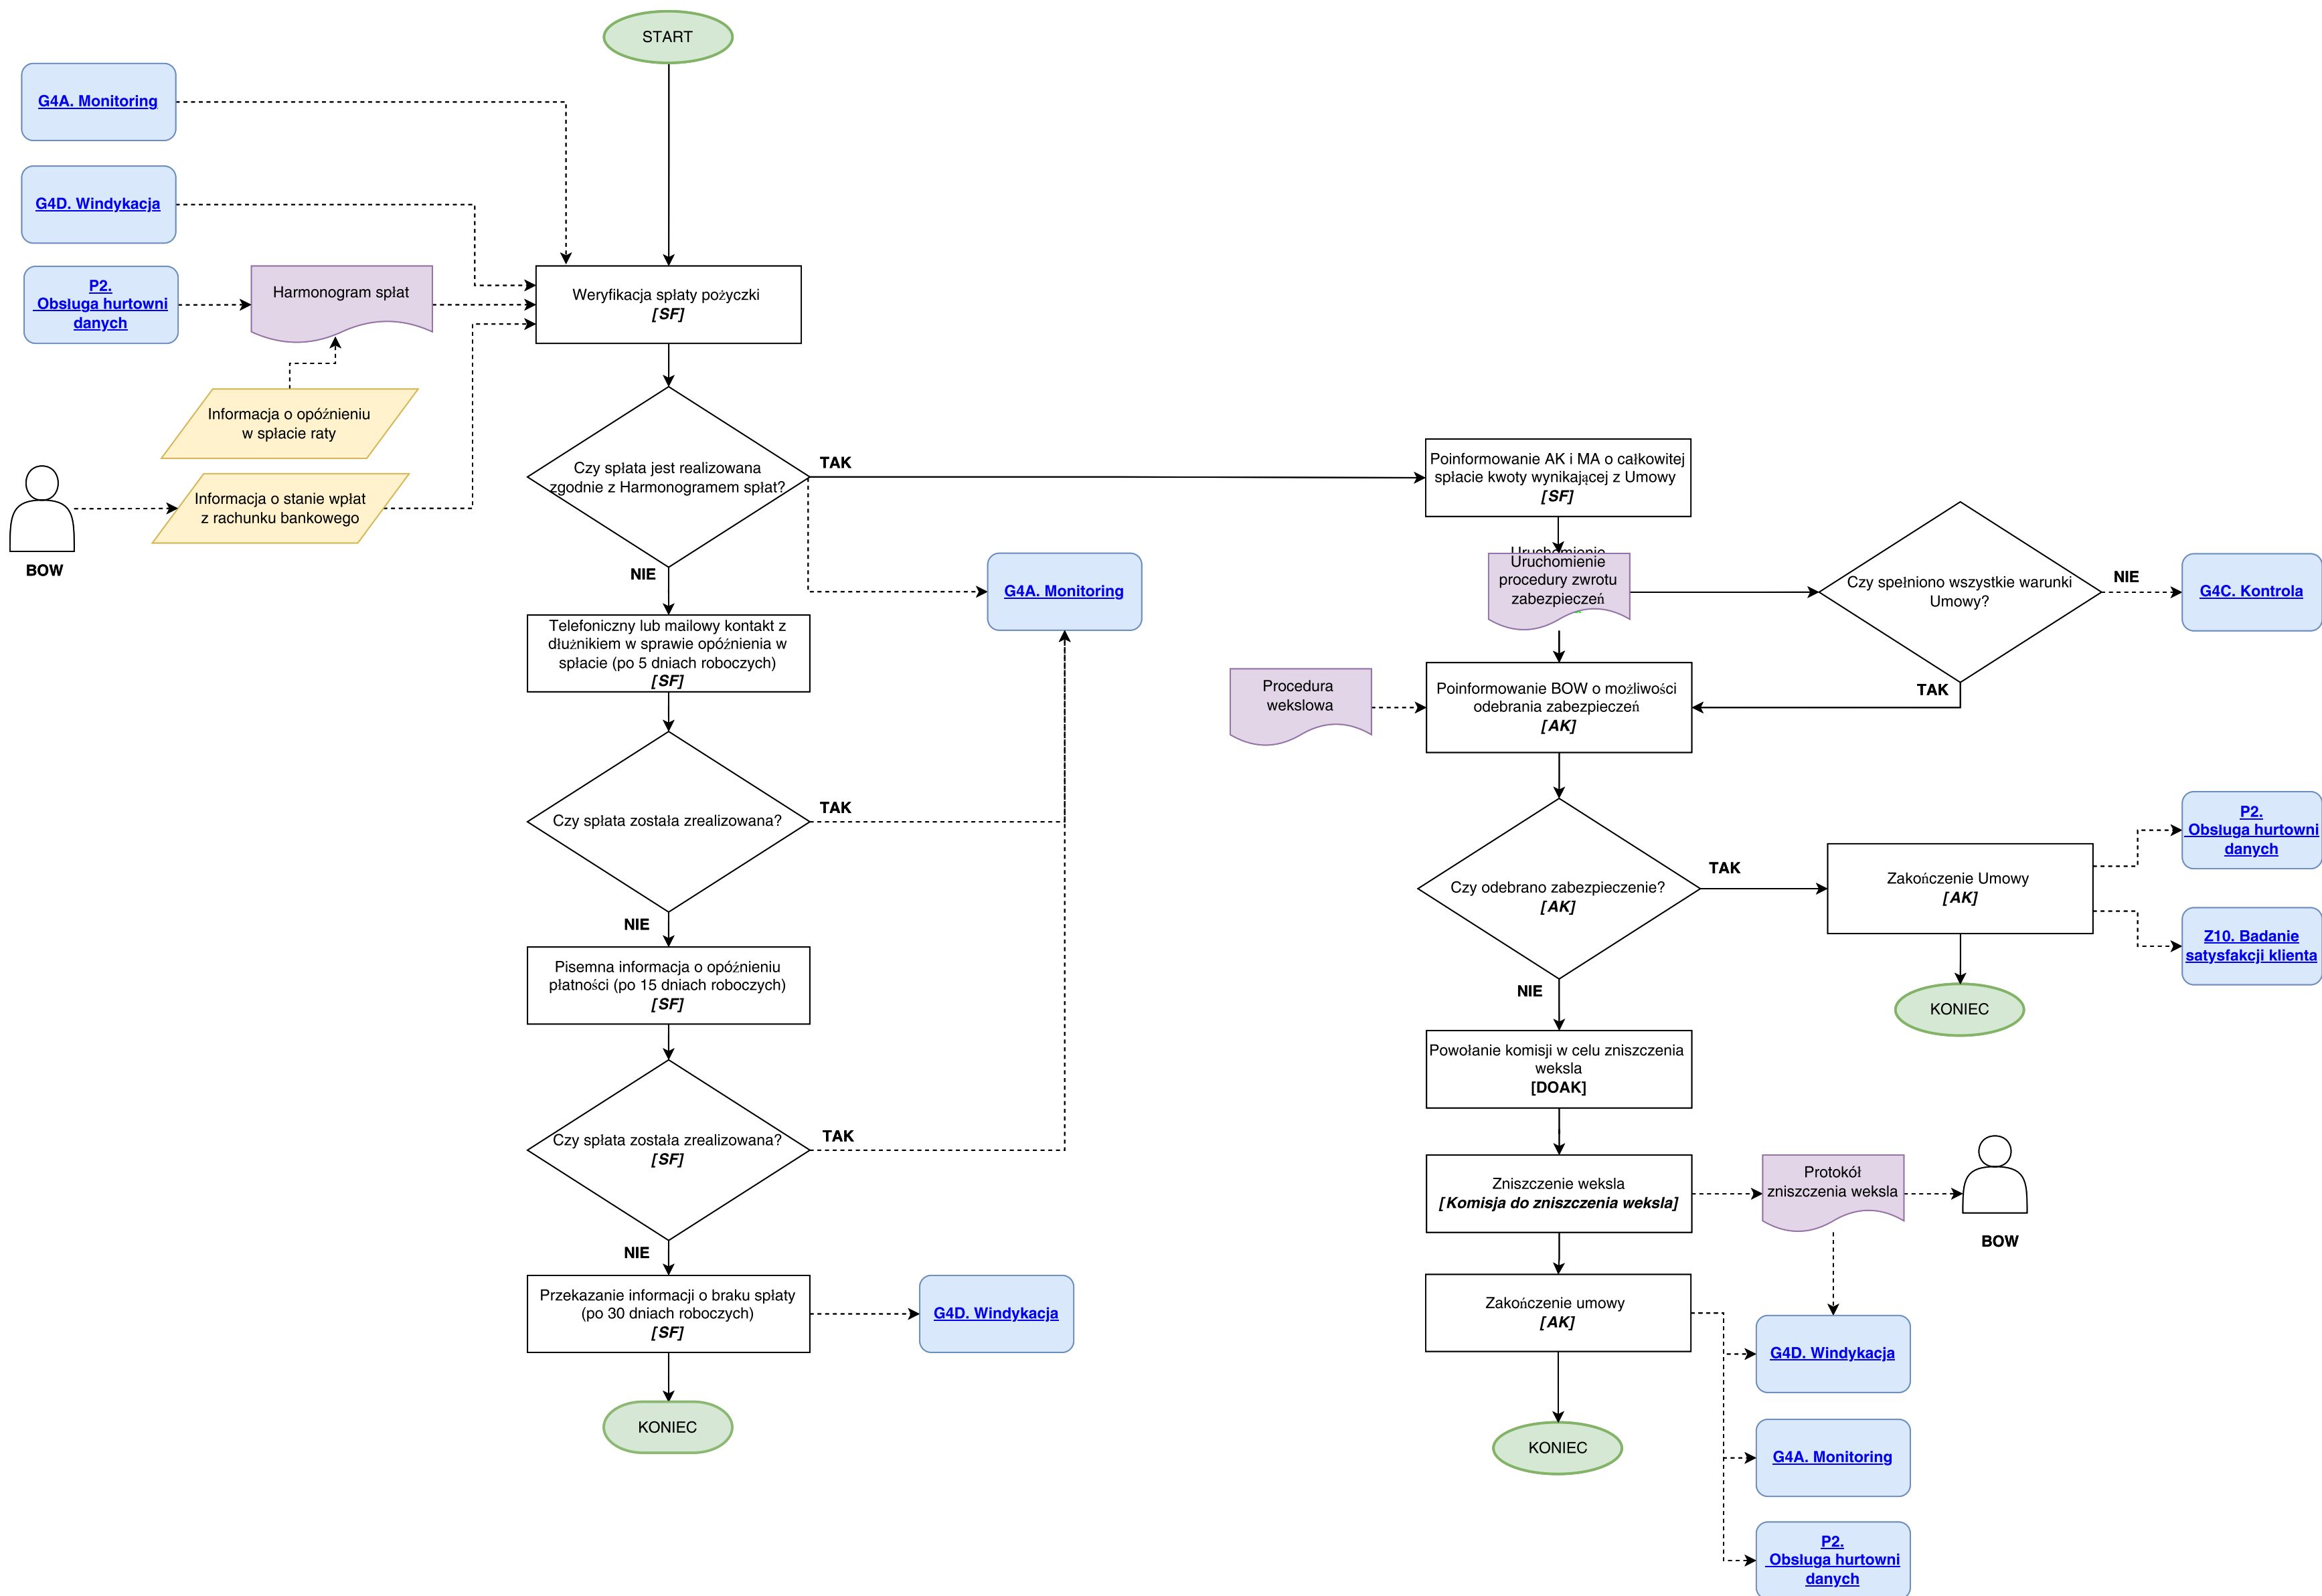 START
G4A. Monitoring
G4D. Windykacja
P2.
Obsługa hurtowni
danych
Harmonogram spłat
Weryfikacja spłaty pożyczki
[SF]
Informacja o opóźnieniu
w spłacie raty
Informacja o stanie wpłat
z rachunku bankowego
BOW
Czy spłata jest realizowana
zgodnie z Harmonogramem spłat?
TAK
NIE
G4A. Monitoring
Telefoniczny lub mailowy kontakt z
dłużnikiem w sprawie opóźnienia w
spłacie (po 5 dniach roboczych)
[SF]
Czy spłata została zrealizowana?
TAK
NIE
Pisemna informacja o opóźnieniu
płatności (po 15 dniach roboczych)
[SF]
Czy spłata została zrealizowana?
[SF]
TAK
NIE
Przekazanie informacji o braku spłaty
(po 30 dniach roboczych)
[SF]
G4D. Windykacja
KONIEC
Poinformowanie AK i MA o całkowitej
spłacie kwoty wynikającej z Umowy
[SF]
Uruchomienie
Uruchomienie
procedury zwrotu
zabezpieczeń
Czy spełniono wszystkie warunki
Umowy?
NIE
TAK
G4C. Kontrola
Procedura
wekslowa
Poinformowanie BOW o możliwości
odebrania zabezpieczeń
[AK]
Czy odebrano zabezpieczenie?
[AK]
TAK
NIE
Zakończenie Umowy
[AK]
P2.
Obsługa hurtowni
danych
Z10. Badanie
satysfakcji klienta
KONIEC
Powołanie komisji w celu zniszczenia
weksla
[DOAK]
Zniszczenie weksla
[Komisja do zniszczenia weksla]
Protokół
zniszczenia weksla
BOW
Zakończenie umowy
[AK]
G4D. Windykacja
G4A. Monitoring
P2.
Obsługa hurtowni
danych
KONIEC